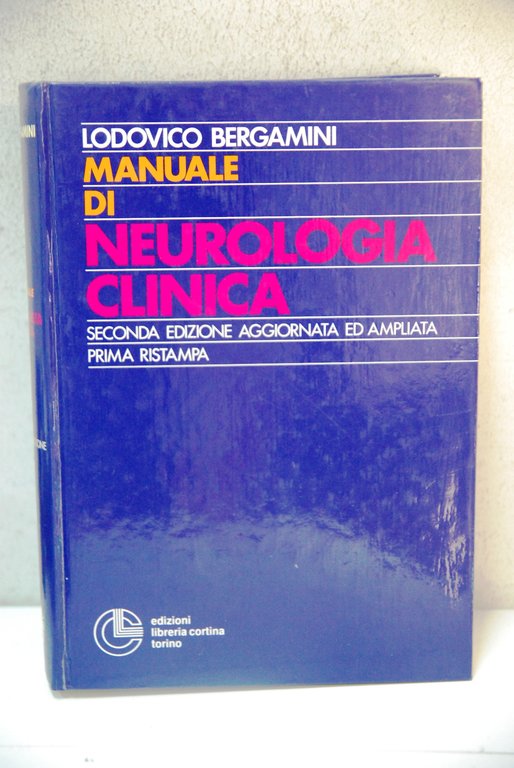 LODOVICO BERGAMINI
MANUALE
DI
NEUROLOGIA
CLINICA
SECONDA EDIZIONE AGGIORNATA ED AMPLIATA
PRIMA RISTAMPA
edizioni
libreria cortina
torino